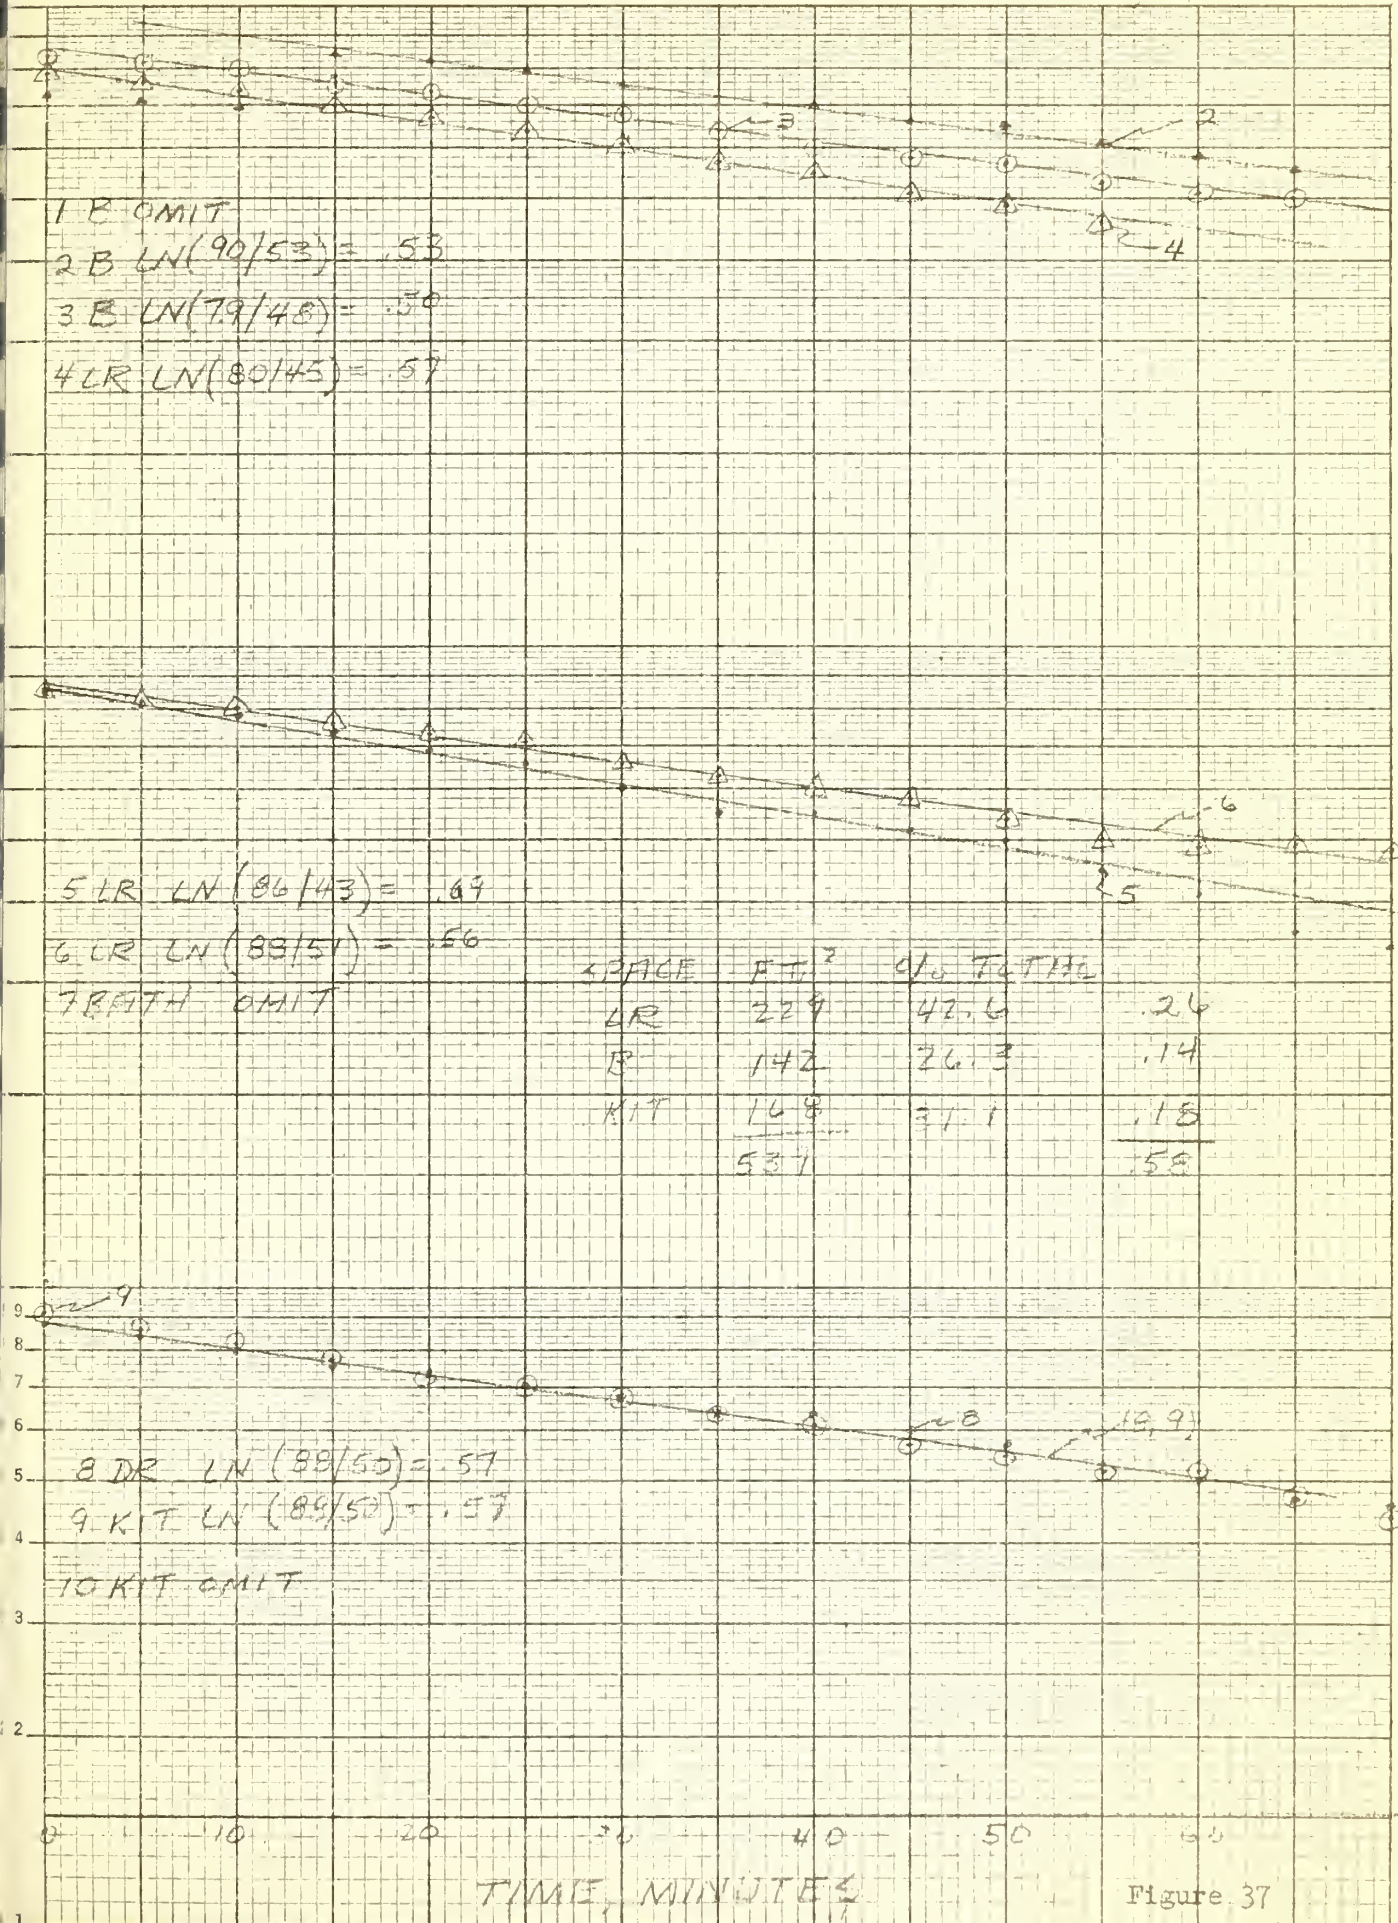 3
2
1 B OMIT
2 B LN(90/53) = .53
3 B LN(79/48) = .50
4 LR LN(80/45) = .57
4
6
5
5 LR LN(86/43) = .69
6 LR LN(88/51) = .56
7 BATH OMIT
SPACE FT² % TOTAL
LR 229 42.6 .26
B 142 26.3 .14
KIT 168 31.1 .18
537 .58
9
9
8
7
6
5
4
3
2
1
8
(8, 9)
8 DR LN (88/50) = .57
9 KIT LN (88/50) = .57
10 KIT OMIT
0 10 20 30 40 50 60
TIME, MINUTES
Figure 37